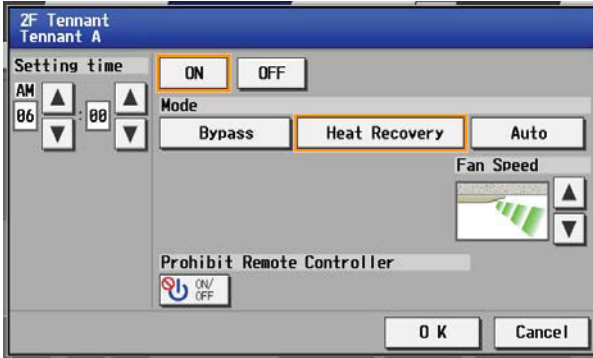 2F Tennant
Tennant A
Setting time
ON OFF
AM
06 : 00
Mode
Bypass Heat Recovery Auto
Fan Speed
Prohibit Remote Controller
ON/
OFF
O K Cancel